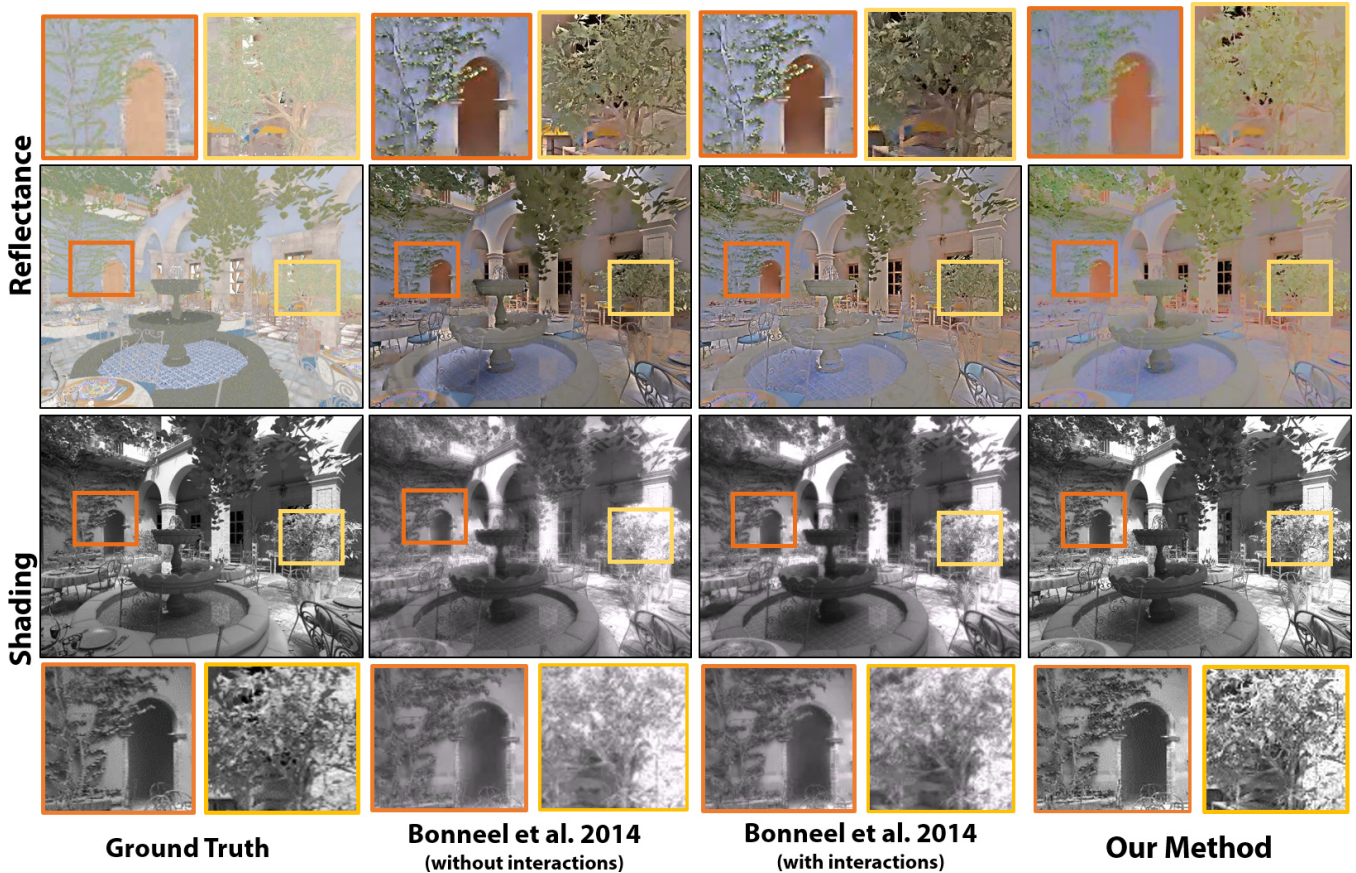 Reflectance
Shading
Ground Truth
Bonneel et al. 2014
(without interactions)
Bonneel et al. 2014
(with interactions)
Our Method